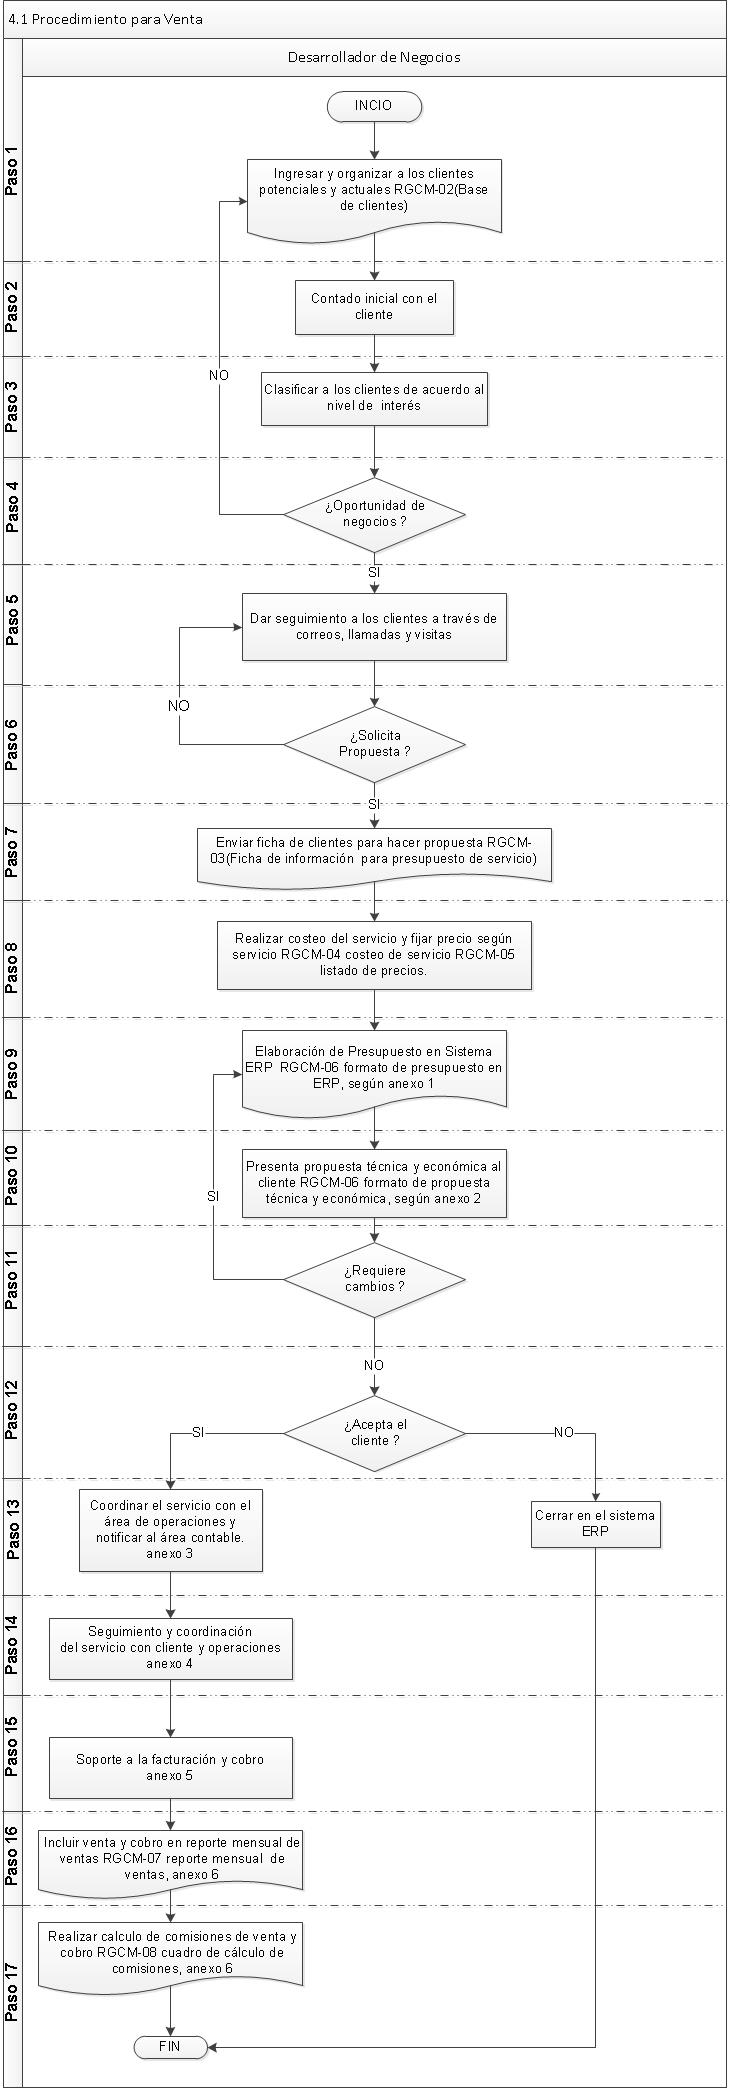 4.1 Procedimiento para Venta
Desarrollador de Negocios
Paso 1
INCIO
Ingresar y organizar a los clientes
potenciales y actuales RGCM-02(Base
de clientes)
Paso 2
Contado inicial con el
cliente
Paso 3
Clasificar a los clientes de acuerdo al
nivel de interés
NO
Paso 4
¿Oportunidad de
negocios ?
SI
Paso 5
Dar seguimiento a los clientes a través de
correos, llamadas y visitas
NO
Paso 6
¿Solicita
Propuesta ?
SI
Paso 7
Enviar ficha de clientes para hacer propuesta RGCM-
03(Ficha de información para presupuesto de servicio)
Paso 8
Realizar costeo del servicio y fijar precio según
servicio RGCM-04 costeo de servicio RGCM-05
listado de precios.
Paso 9
Elaboración de Presupuesto en Sistema
ERP RGCM-06 formato de presupuesto en
ERP, según anexo 1
Paso 10
Presenta propuesta técnica y económica al
cliente RGCM-06 formato de propuesta
técnica y económica, según anexo 2
SI
Paso 11
¿Requiere
cambios ?
NO
Paso 12
¿Acepta el
cliente ?
SI
NO
Paso 13
Coordinar el servicio con el
área de operaciones y
notificar al área contable.
anexo 3
Cerrar en el sistema
ERP
Paso 14
Seguimiento y coordinación
del servicio con cliente y operaciones
anexo 4
Paso 15
Soporte a la facturación y cobro
anexo 5
Paso 16
Incluir venta y cobro en reporte mensual de
ventas RGCM-07 reporte mensual de
ventas, anexo 6
Paso 17
Realizar calculo de comisiones de venta y
cobro RGCM-08 cuadro de cálculo de
comisiones, anexo 6
FIN